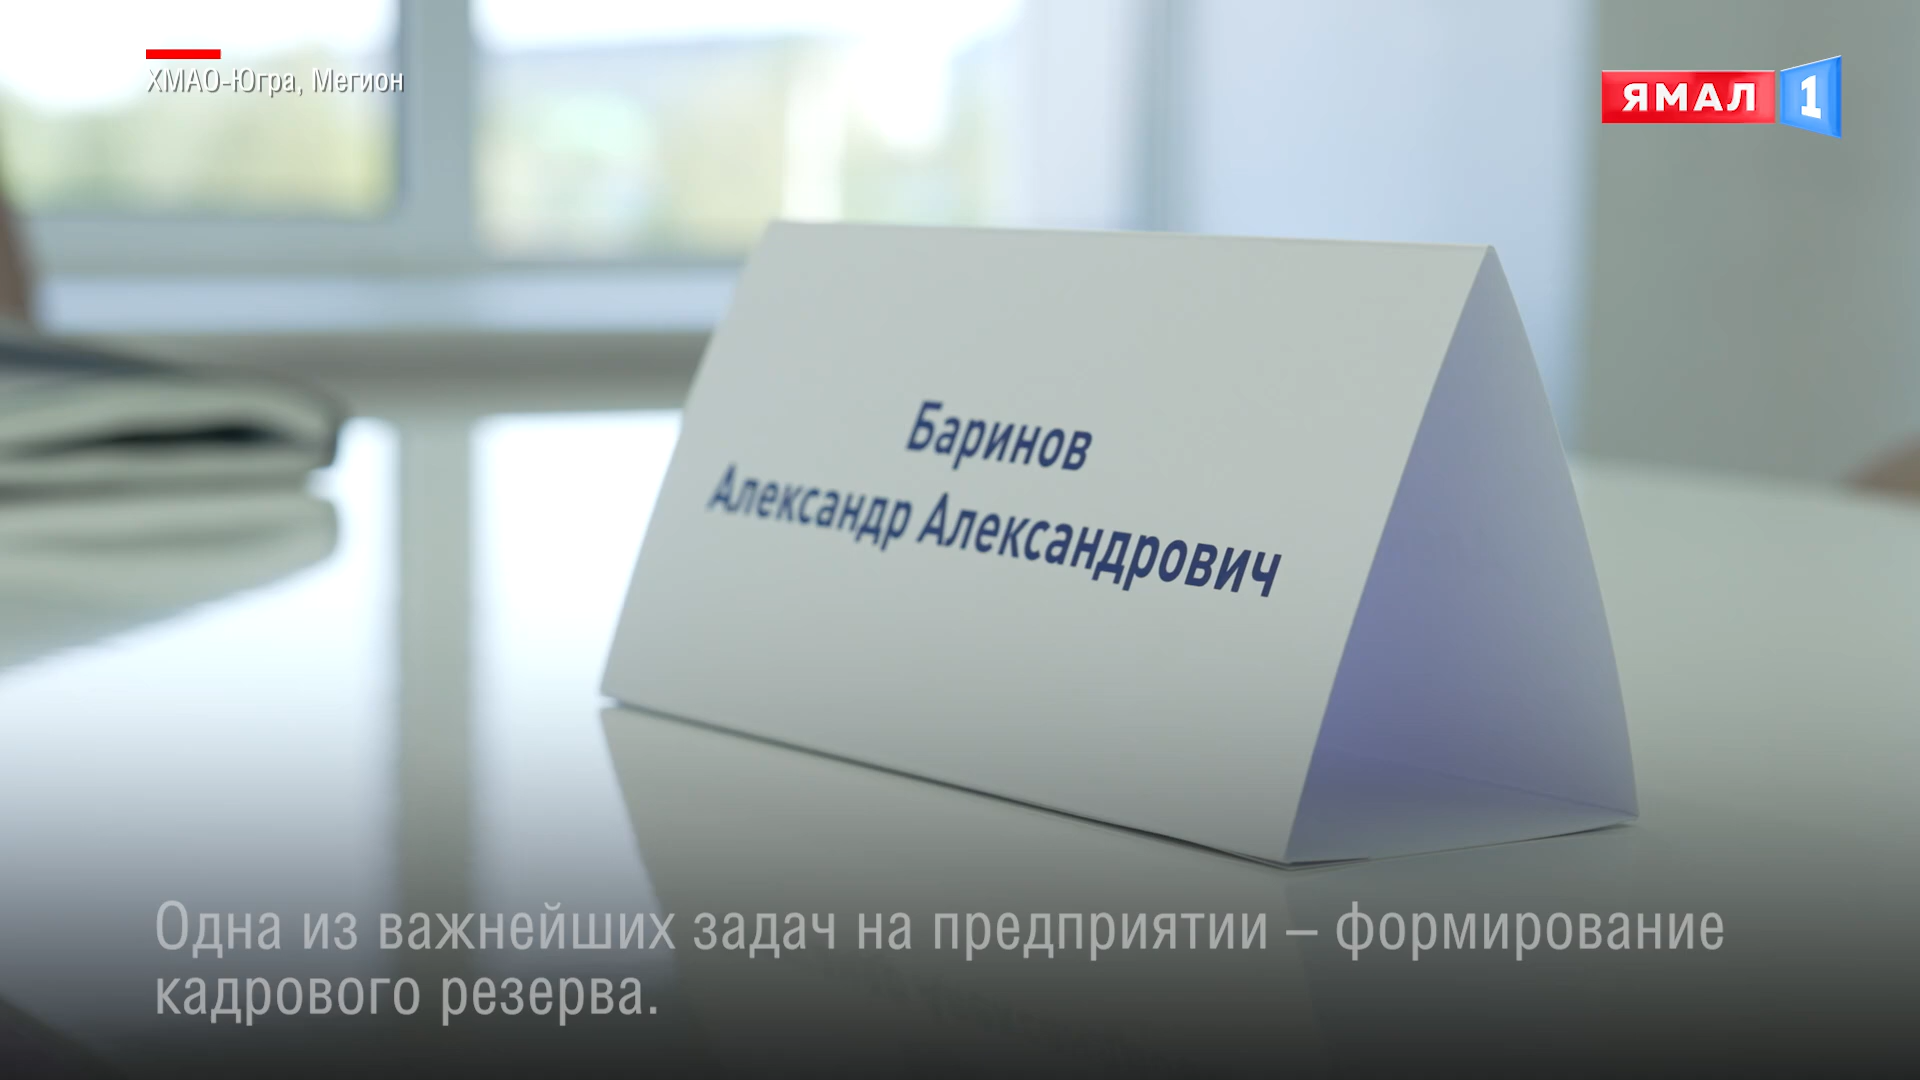 ХМАО-Югра, Мегион
ЯМАЛ 1
Баринов
Александр Александрович
Одна из важнейших задач на предприятии – формирование
кадрового резерва.